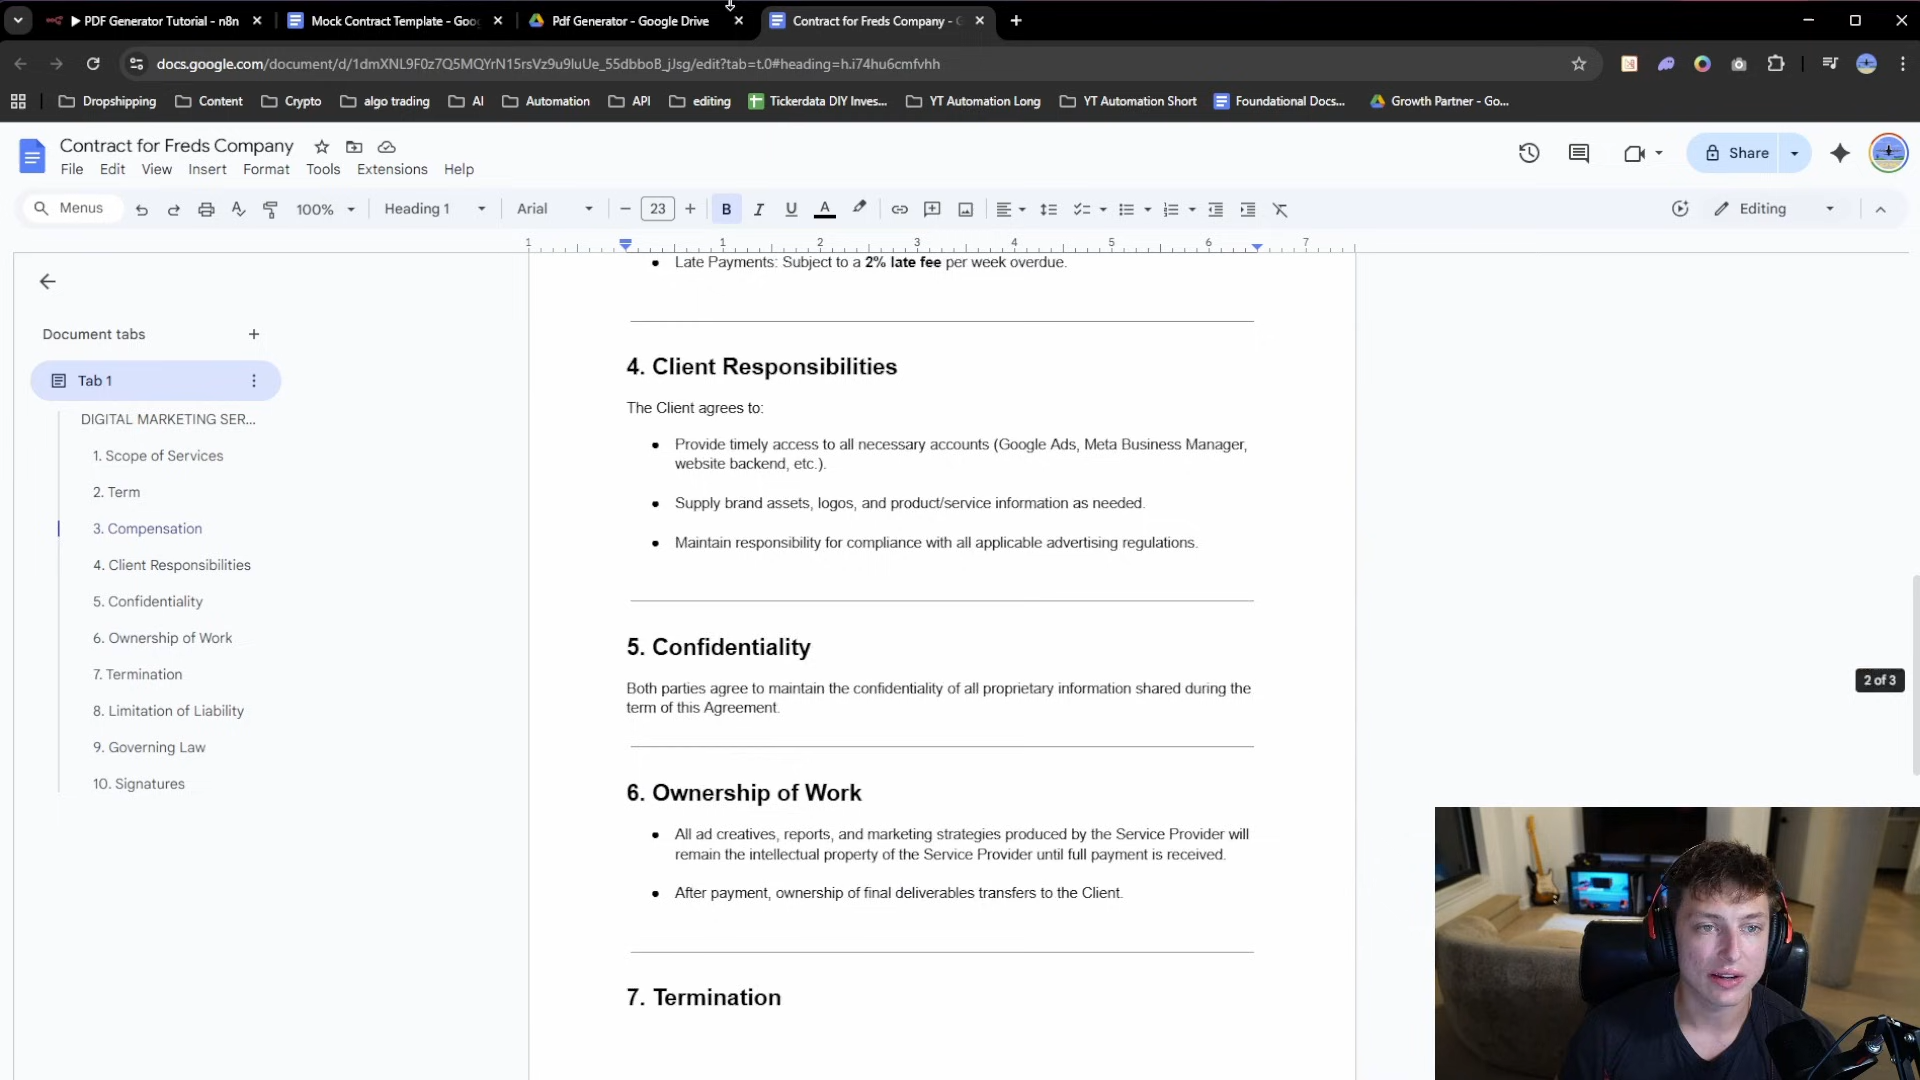 PDF Generator Tutorial - n8n
Mock Contract Template - Goo
Pdf Generator - Google Drive
Contract for Freds Company - G
docs.google.com/document/d/1dmXNL9F0z7Q5MQYrN15rsVz9u9luUe_55dbboB_jJsg/edit?tab=t.0#heading=h.i74hu6cmfvhh
Dropshipping
Content
Crypto
algo trading
AI
Automation
API
editing
Tickerdata DIY Inves...
YT Automation Long
YT Automation Short
Foundational Docs...
Growth Partner - Go...
Contract for Freds Company
File Edit View Insert Format Tools Extensions Help
Share
Menus
100%
Heading 1
Arial
23
B
I
U
A
Editing
1 1 2 3 4 5 6 7
Document tabs
Tab 1
DIGITAL MARKETING SER...
1. Scope of Services
2. Term
3. Compensation
4. Client Responsibilities
5. Confidentiality
6. Ownership of Work
7. Termination
8. Limitation of Liability
9. Governing Law
10. Signatures
Late Payments: Subject to a 2% late fee per week overdue.
4. Client Responsibilities
The Client agrees to:
Provide timely access to all necessary accounts (Google Ads, Meta Business Manager,
website backend, etc.).
Supply brand assets, logos, and product/service information as needed.
Maintain responsibility for compliance with all applicable advertising regulations.
5. Confidentiality
Both parties agree to maintain the confidentiality of all proprietary information shared during the
term of this Agreement.
6. Ownership of Work
All ad creatives, reports, and marketing strategies produced by the Service Provider will
remain the intellectual property of the Service Provider until full payment is received.
After payment, ownership of final deliverables transfers to the Client.
7. Termination
2 of 3